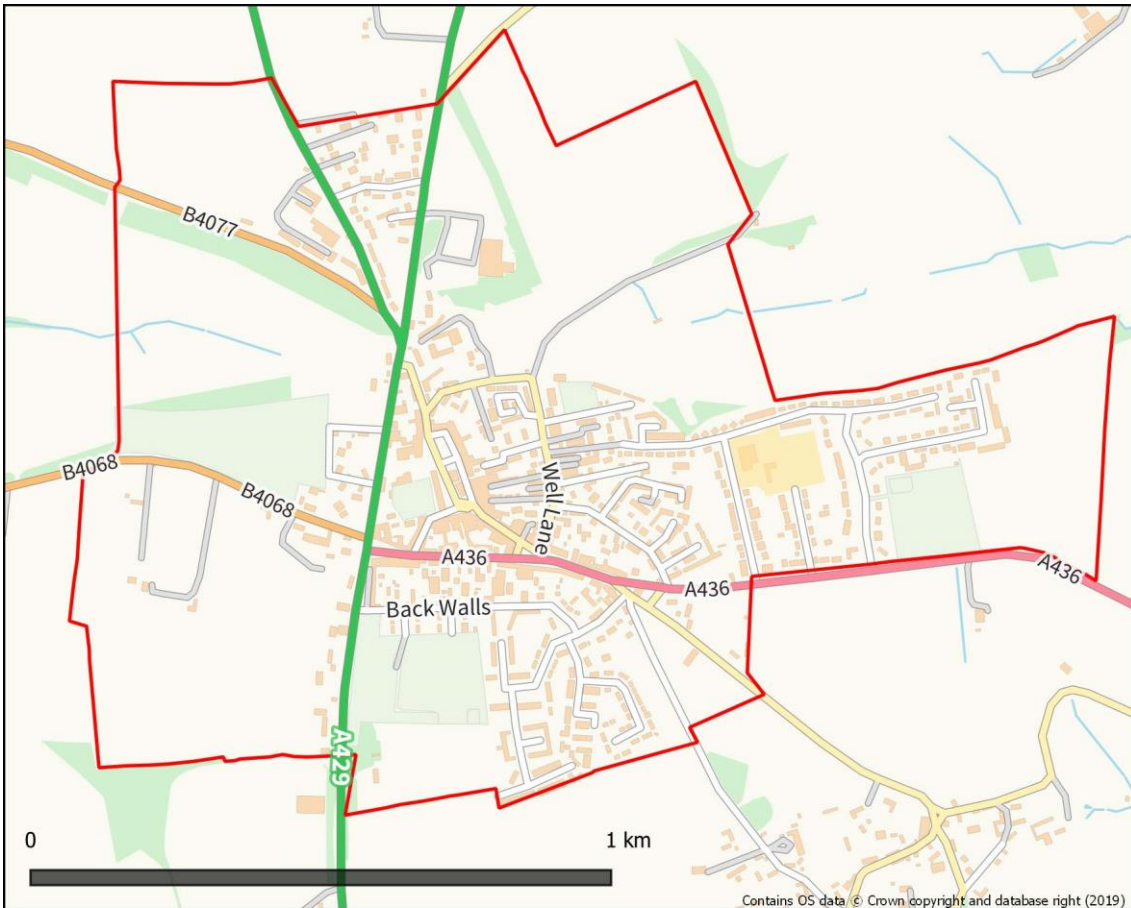 B4077
B4068
B4068
Well Lane
A436
A436
A436
Back Walls
A429
0
1 km
Contains OS data © Crown copyright and database right (2019)